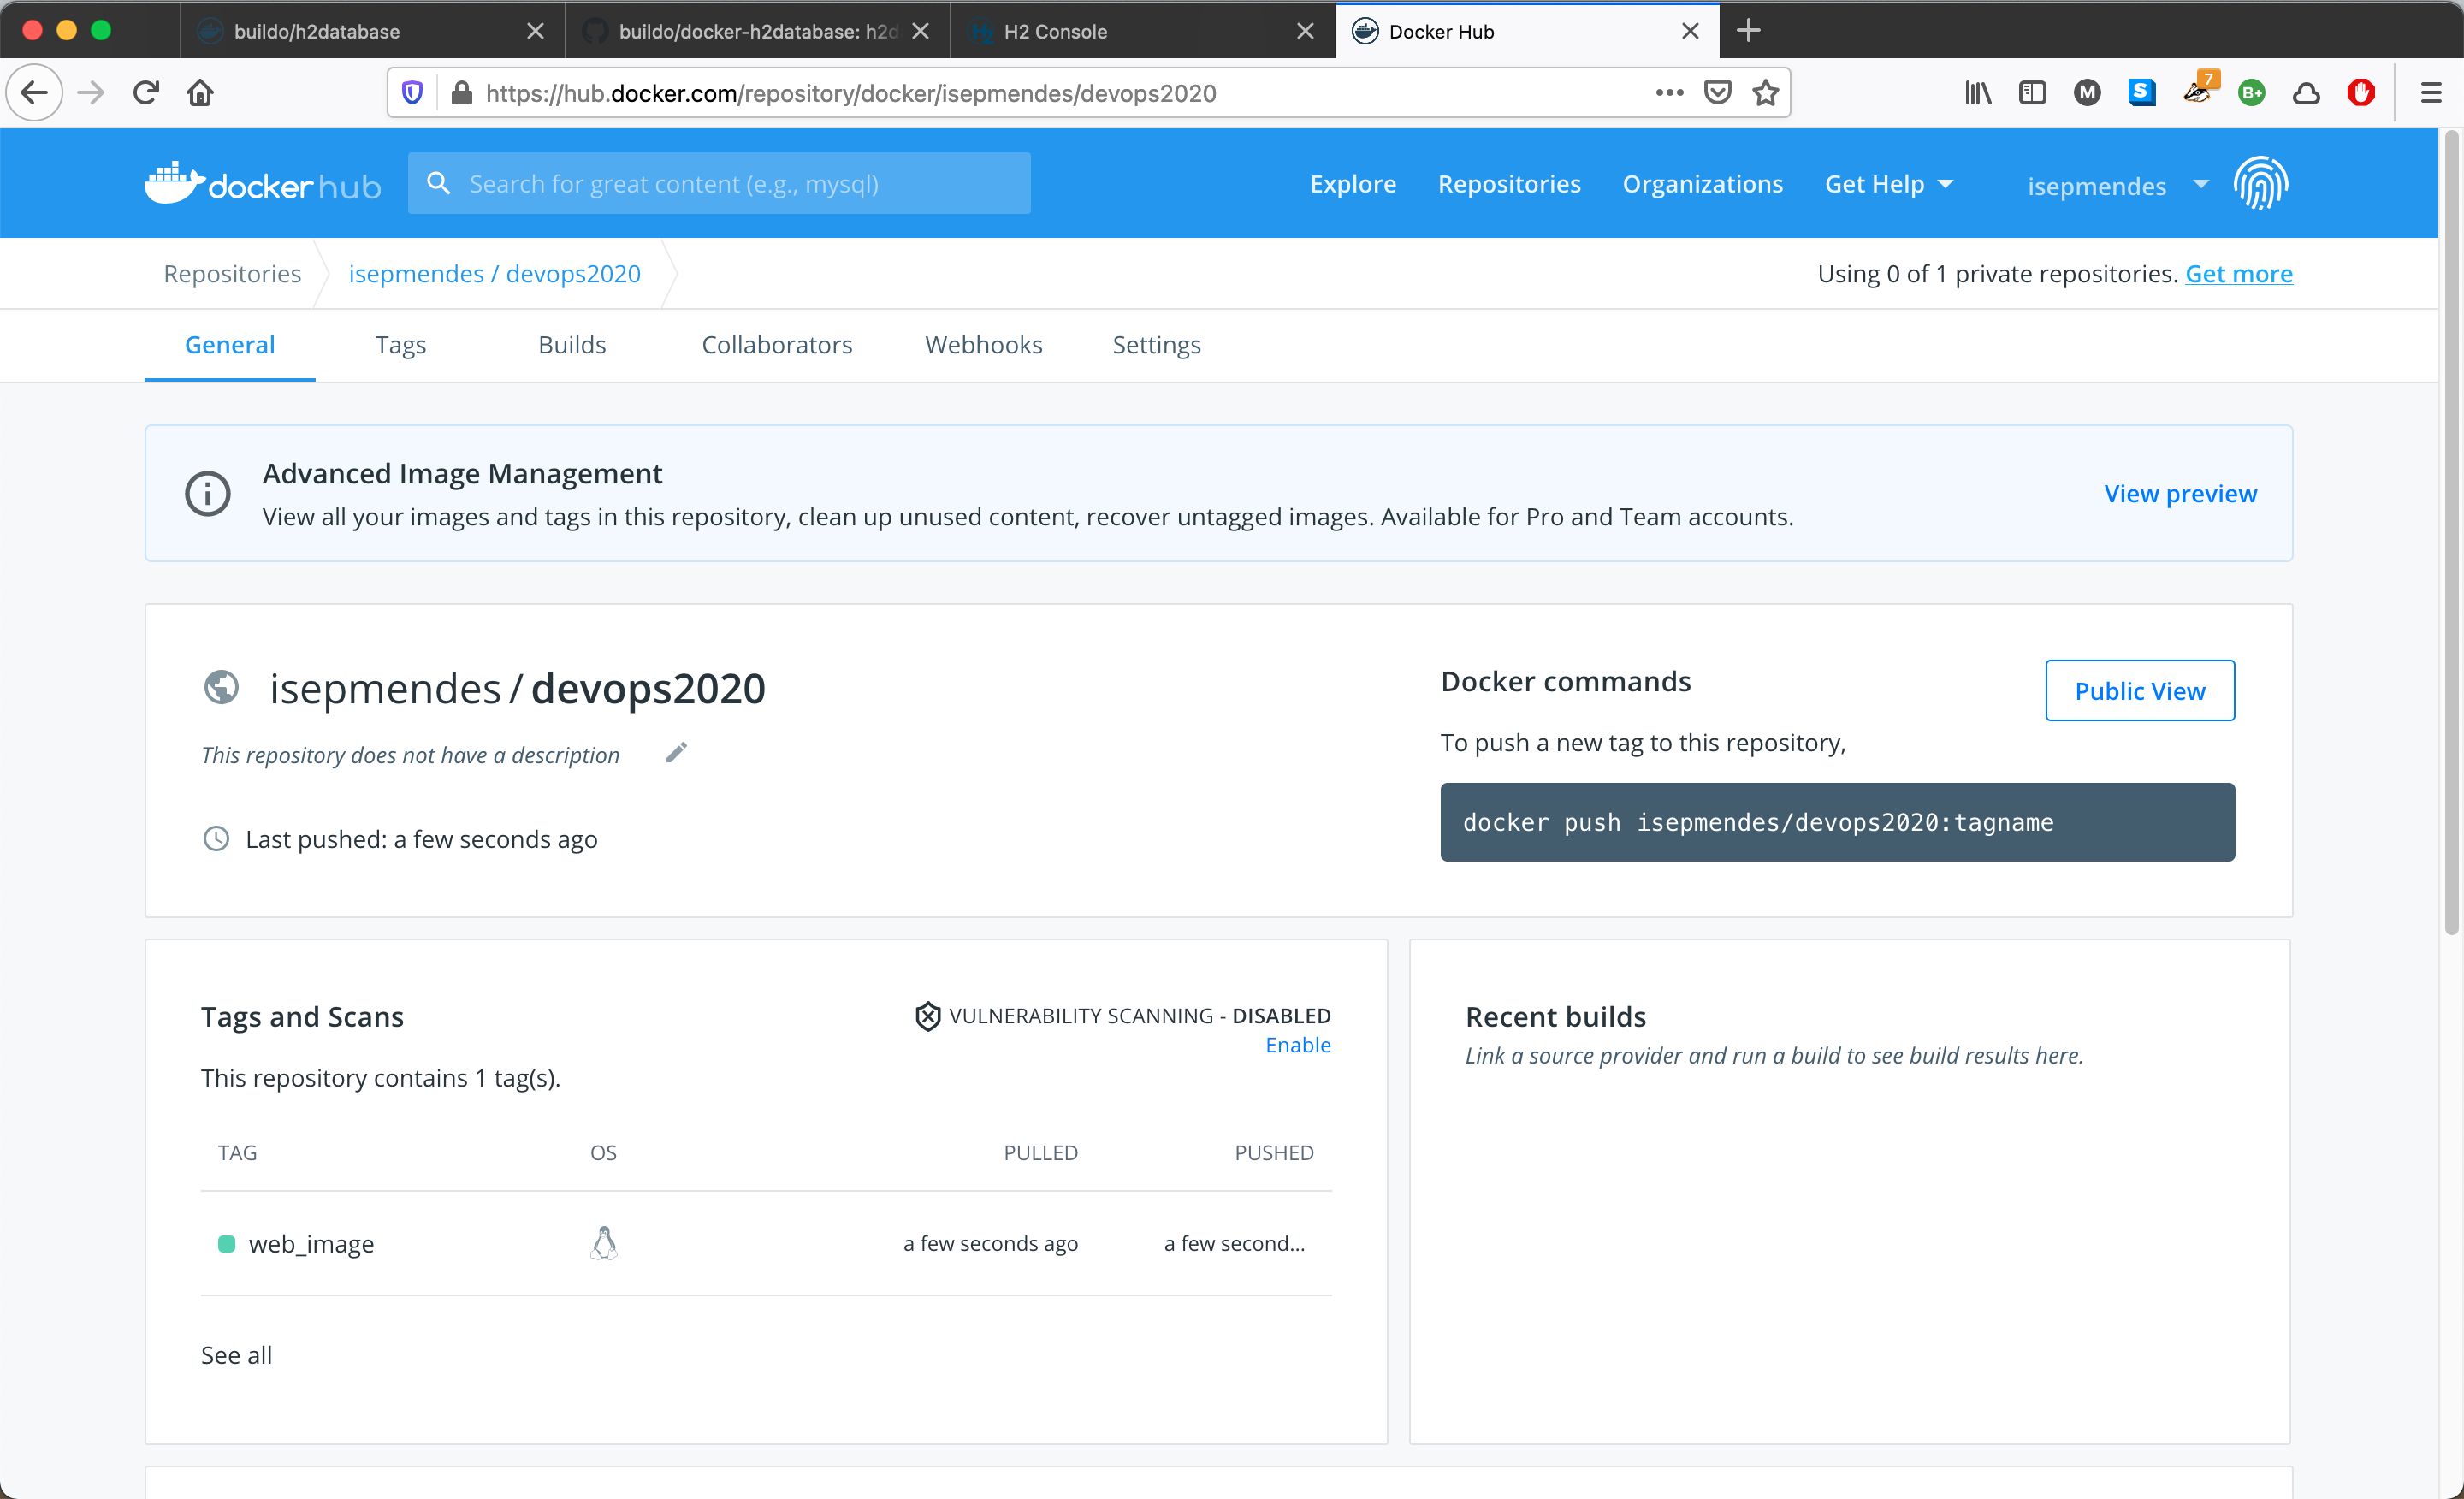 buildo/h2database
buildo/docker-h2database: h2d
H2 Console
Docker Hub
https://hub.docker.com/repository/docker/isepmendes/devops2020
M
S
7
B+
docker hub
Search for great content (e.g., mysql)
Explore
Repositories
Organizations
Get Help
isepmendes
Repositories
isepmendes / devops2020
Using 0 of 1 private repositories. Get more
General
Tags
Builds
Collaborators
Webhooks
Settings
Advanced Image Management
View all your images and tags in this repository, clean up unused content, recover untagged images. Available for Pro and Team accounts.
View preview
isepmendes / devops2020
This repository does not have a description
Last pushed: a few seconds ago
Docker commands
Public View
To push a new tag to this repository,
docker push isepmendes/devops2020:tagname
Tags and Scans
VULNERABILITY SCANNING - DISABLED
Enable
This repository contains 1 tag(s).
TAG OS PULLED PUSHED
web_image a few seconds ago a few second...
See all
Recent builds
Link a source provider and run a build to see build results here.